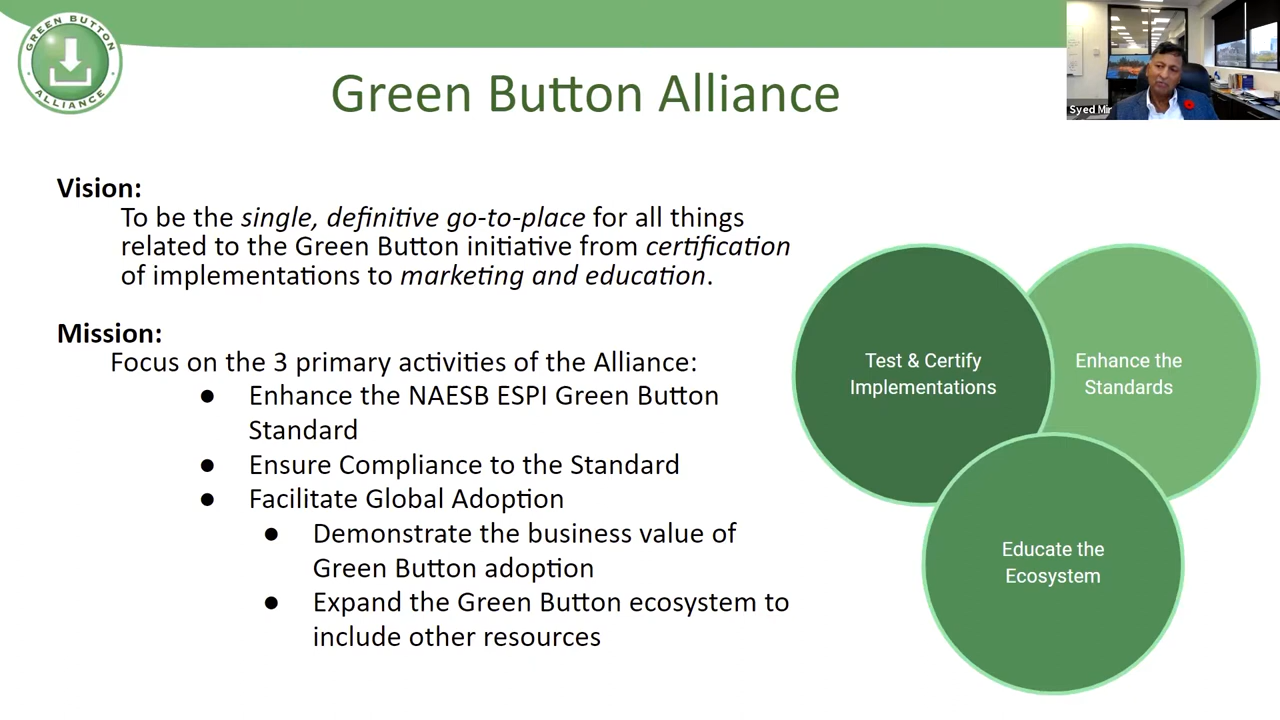 GREEN BUTTON
ALLIANCE
Syed Mir
Green Button Alliance
Vision:
To be the single, definitive go-to-place for all things
related to the Green Button initiative from certification
of implementations to marketing and education.
Mission:
Focus on the 3 primary activities of the Alliance:
● Enhance the NAESB ESPI Green Button
Standard
● Ensure Compliance to the Standard
● Facilitate Global Adoption
● Demonstrate the business value of
Green Button adoption
● Expand the Green Button ecosystem to
include other resources
Test & Certify
Implementations
Enhance the
Standards
Educate the
Ecosystem